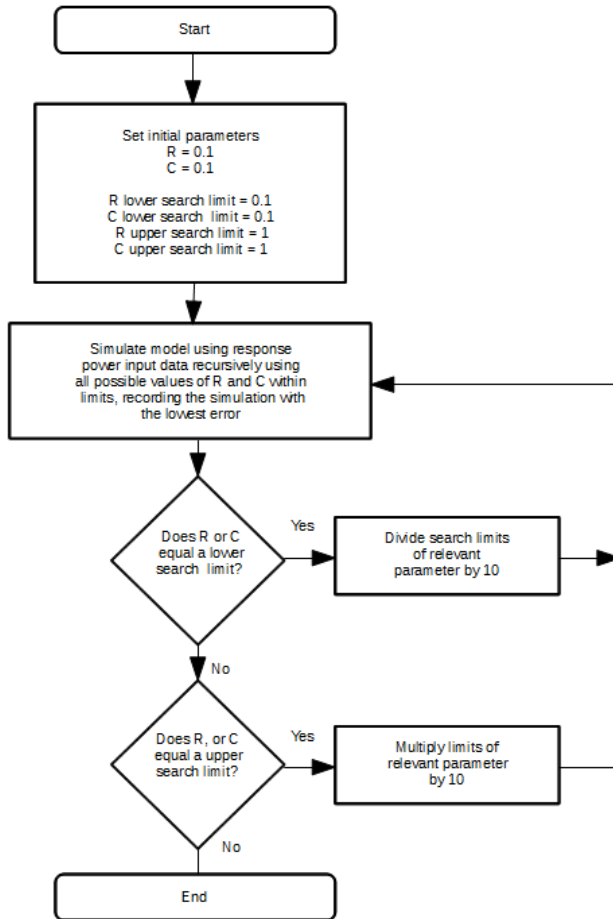 Start
Set initial parameters
R = 0.1
C = 0.1
R lower search limit = 0.1
C lower search limit = 0.1
R upper search limit = 1
C upper search limit = 1
Simulate model using response
power input data recursively using
all possible values of R and C within
limits, recording the simulation with
the lowest error
Does R or C
equal a lower
search limit?
Yes
Divide search limits
of relevant
parameter by 10
No
Does R, or C
equal a upper
search limit?
Yes
Multiply limits of
relevant parameter
by 10
No
End